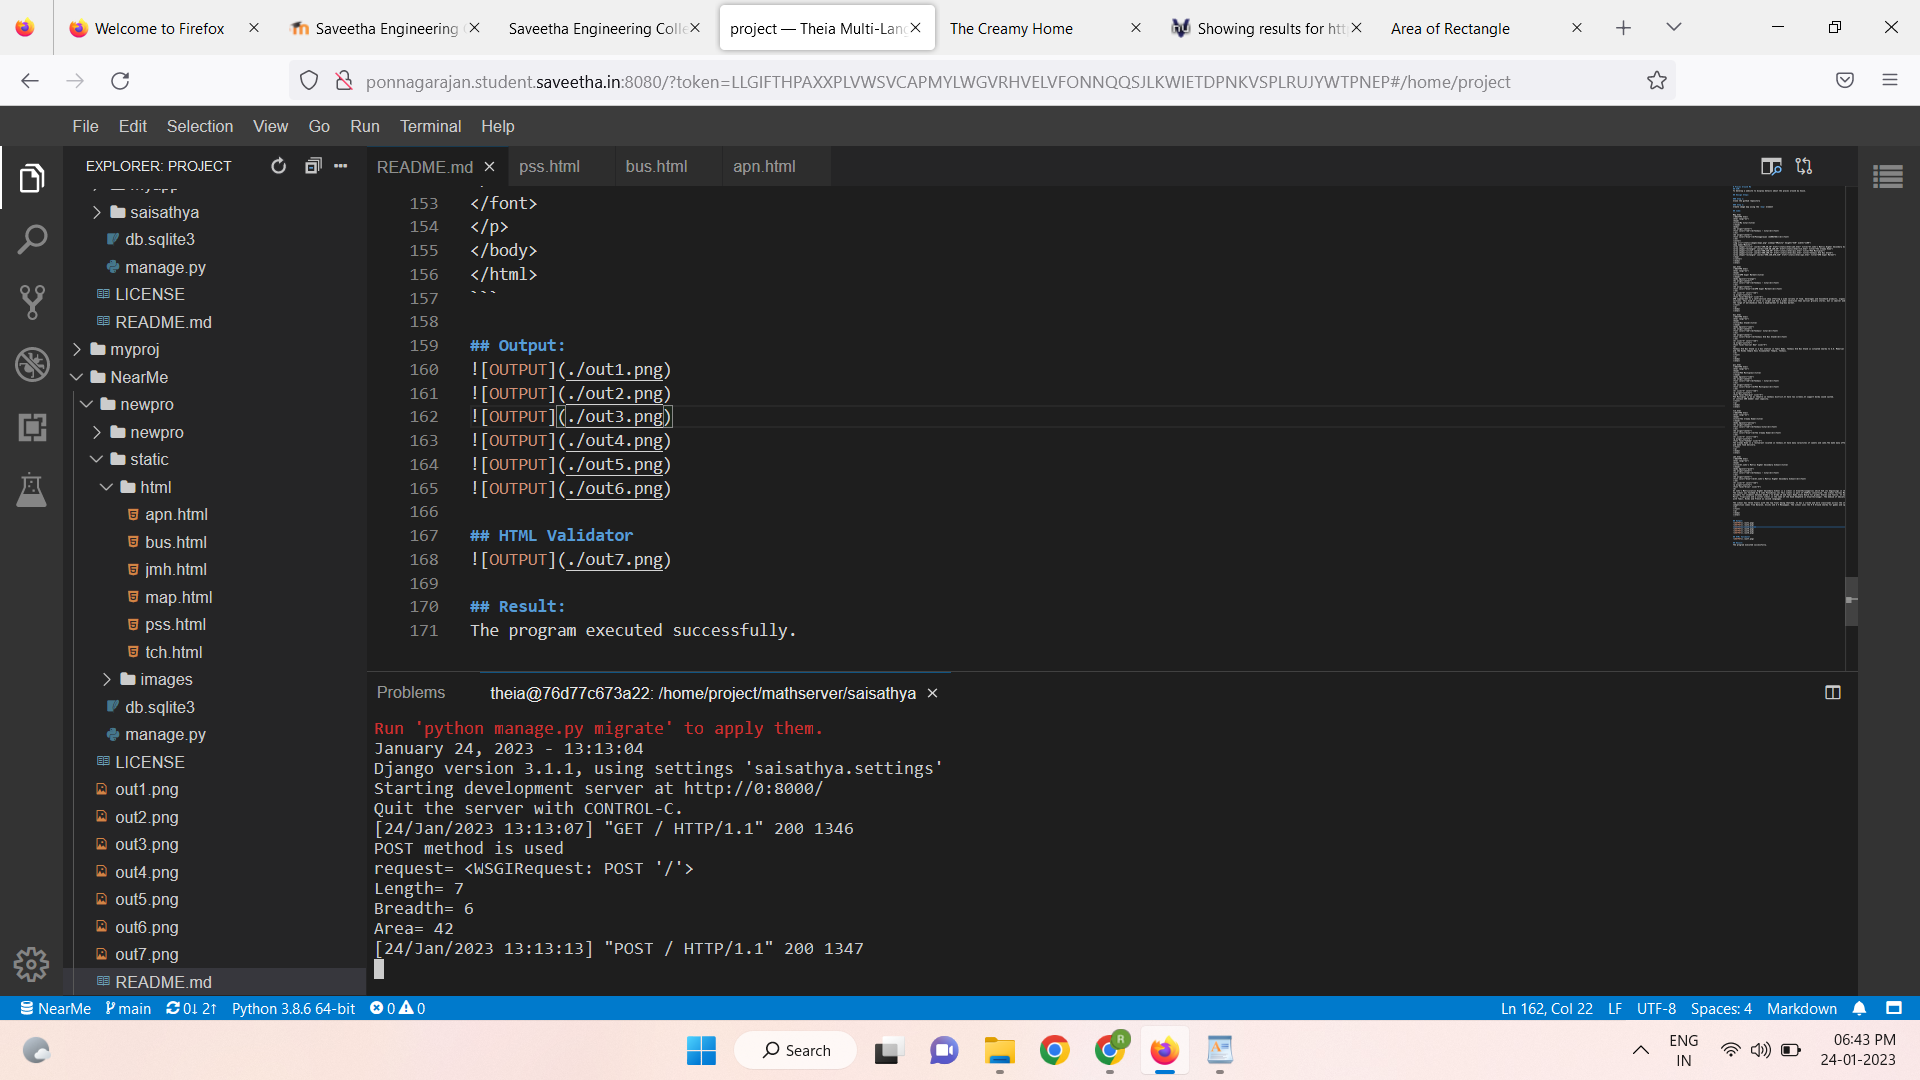 Welcome to Firefox
Saveetha Engineering
Saveetha Engineering Colle
project — Theia Multi-Lang
The Creamy Home
Showing results for http
Area of Rectangle
ponnagarajan.student.saveetha.in:8080/?token=LLGIFTHPAXXPLVWSVCAPMYLWGVRHVELVFONNQQSJLKWIETDPNKVSPLRUJYWTPNEP#/home/project
File Edit Selection View Go Run Terminal Help
EXPLORER: PROJECT
myapp
saisathya
db.sqlite3
manage.py
LICENSE
README.md
myproj
NearMe
newpro
newpro
static
html
apn.html
bus.html
jmh.html
map.html
pss.html
tch.html
images
db.sqlite3
manage.py
LICENSE
out1.png
out2.png
out3.png
out4.png
out5.png
out6.png
out7.png
README.md
README.md pss.html bus.html apn.html
153 </font>
154 </p>
155 </body>
156 </html>
157 ```
158
159 ## Output:
160 ![OUTPUT](./out1.png)
161 ![OUTPUT](./out2.png)
162 ![OUTPUT](./out3.png)
163 ![OUTPUT](./out4.png)
164 ![OUTPUT](./out5.png)
165 ![OUTPUT](./out6.png)
166
167 ## HTML Validator
168 ![OUTPUT](./out7.png)
169
170 ## Result:
171 The program executed successfully.
Problems theia@76d77c673a22: /home/project/mathserver/saisathya
Run 'python manage.py migrate' to apply them.
January 24, 2023 - 13:13:04
Django version 3.1.1, using settings 'saisathya.settings'
Starting development server at http://0:8000/
Quit the server with CONTROL-C.
[24/Jan/2023 13:13:07] "GET / HTTP/1.1" 200 1346
POST method is used
request= <WSGIRequest: POST '/'>
Length= 7
Breadth= 6
Area= 42
[24/Jan/2023 13:13:13] "POST / HTTP/1.1" 200 1347
NearMe main 0↓ 2↑ Python 3.8.6 64-bit 0 0
Ln 162, Col 22 LF UTF-8 Spaces: 4 Markdown
Search
R
ENG
IN
06:43 PM
24-01-2023